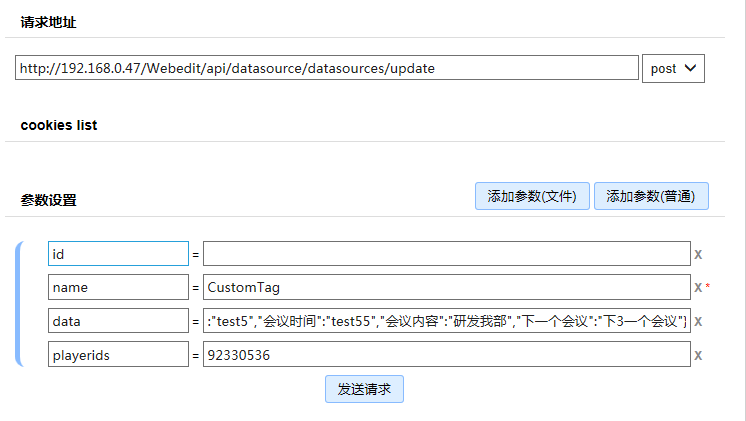 请求地址
http://192.168.0.47/Webedit/api/datasource/datasources/update post
cookies list
参数设置 添加参数(文件) 添加参数(普通)
id = X
name = CustomTag X *
data = :"test5","会议时间":"test55","会议内容":"研发我部","下一个会议":"下3一个会议"} X
playerids = 92330536 X
发送请求